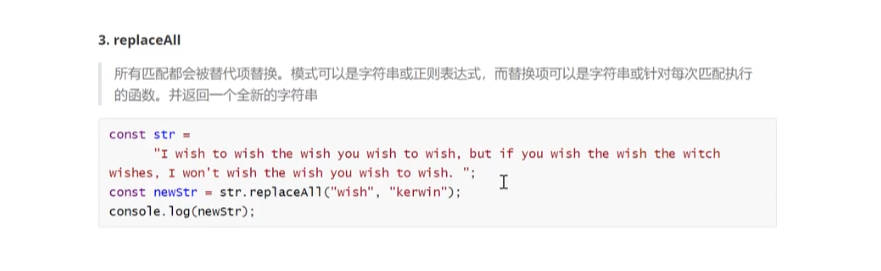 3. replaceAll
所有匹配都会被替代项替换。模式可以是字符串或正则表达式，而替换项可以是字符串或针对每次匹配执行
的函数。并返回一个全新的字符串
const str =
"I wish to wish the wish you wish to wish, but if you wish the wish the witch
wishes, I won't wish the wish you wish to wish. ";
const newStr = str.replaceAll("wish", "kerwin");
console.log(newStr);